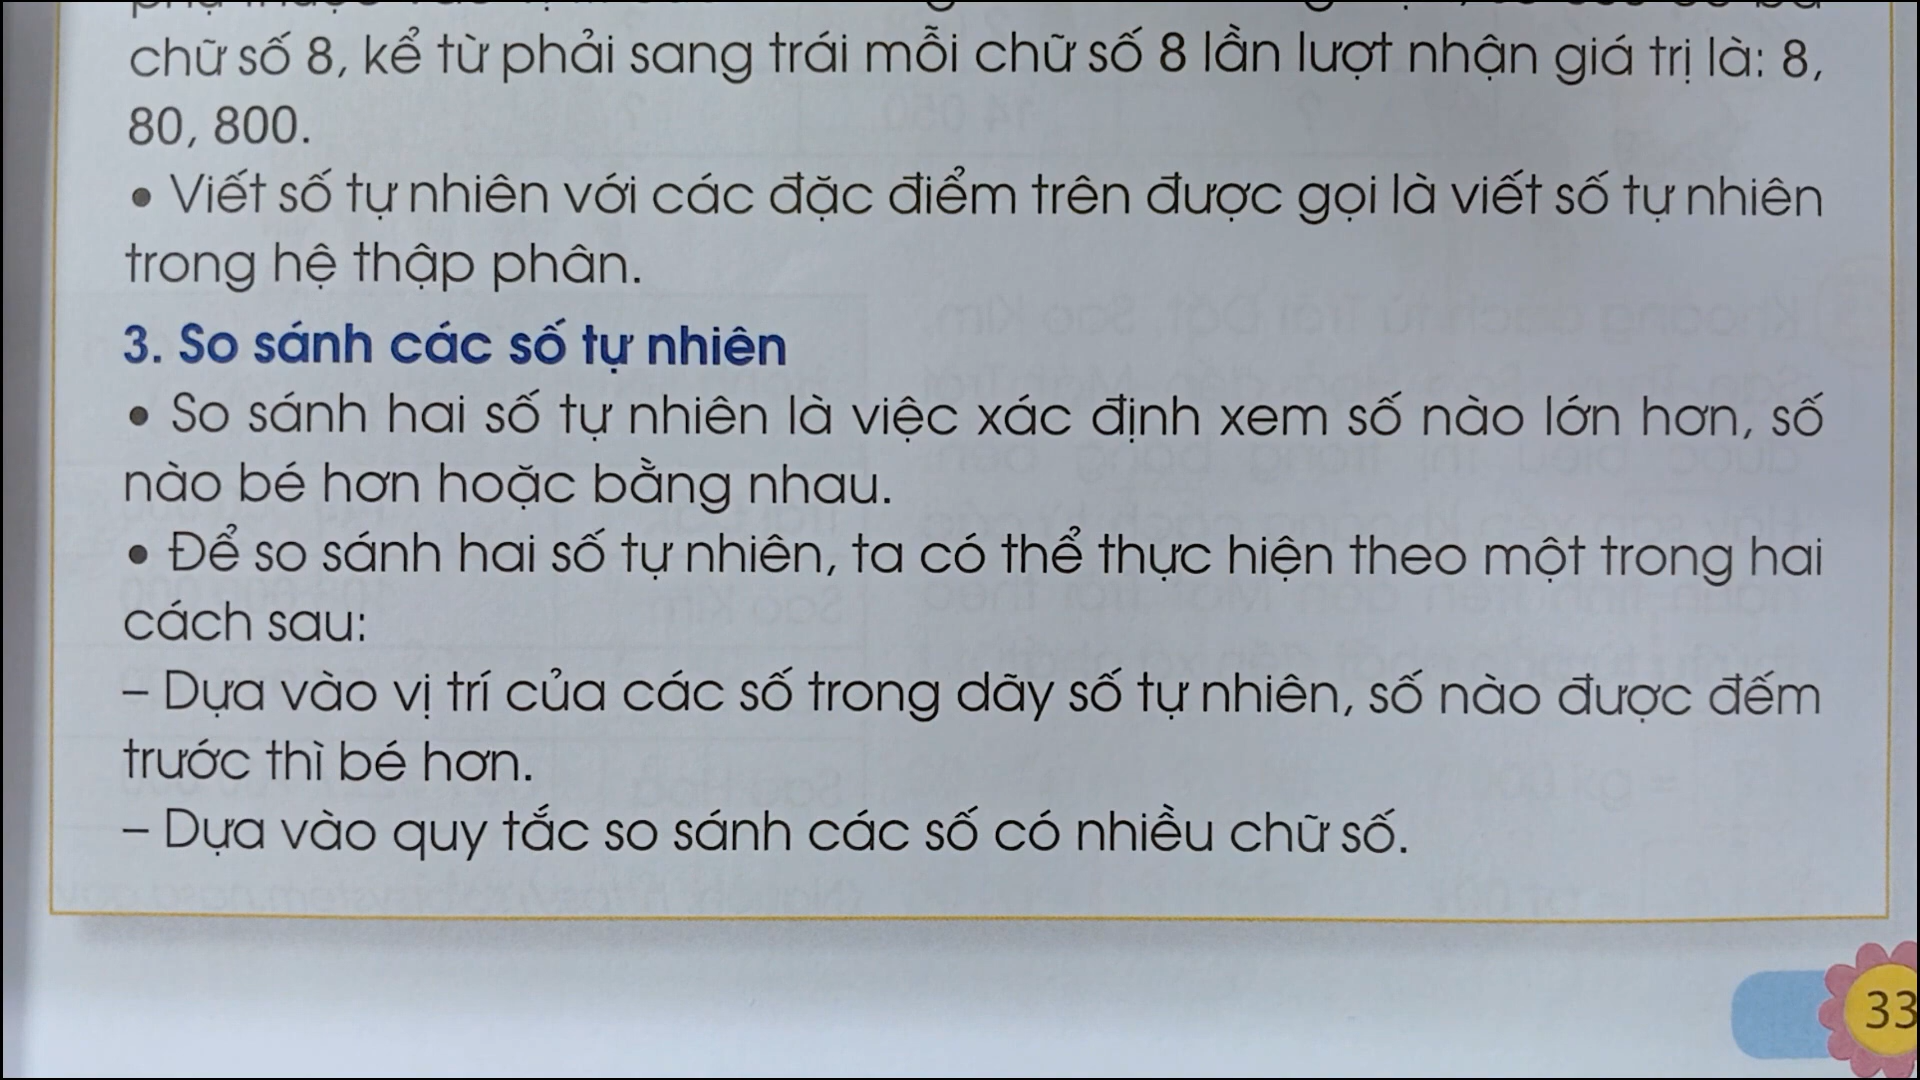 chữ số 8, kể từ phải sang trái mỗi chữ số 8 lần lượt nhận giá trị là: 8,
80, 800.
• Viết số tự nhiên với các đặc điểm trên được gọi là viết số tự nhiên
trong hệ thập phân.
3. So sánh các số tự nhiên
• So sánh hai số tự nhiên là việc xác định xem số nào lớn hơn, số
nào bé hơn hoặc bằng nhau.
• Để so sánh hai số tự nhiên, ta có thể thực hiện theo một trong hai
cách sau:
– Dựa vào vị trí của các số trong dãy số tự nhiên, số nào được đếm
trước thì bé hơn.
– Dựa vào quy tắc so sánh các số có nhiều chữ số.
33